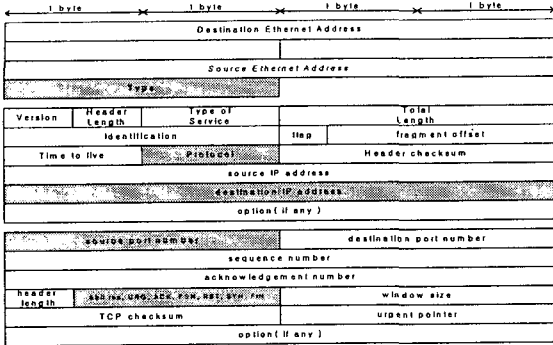 1 byte 1 byte 1 byte 1 byte
Destination Ethernet Address
Source Ethernet Address
Type
Version Header Length Type of Service Total Length
Identification flag fragment offset
Time to live Protocol Header checksum
source IP address
destination IP address
option( if any )
source port number destination port number
sequence number
acknowledgement number
header length URG, ACK, PSH, RST, SYN, FIN window size
TCP checksum urgent pointer
option( if any )